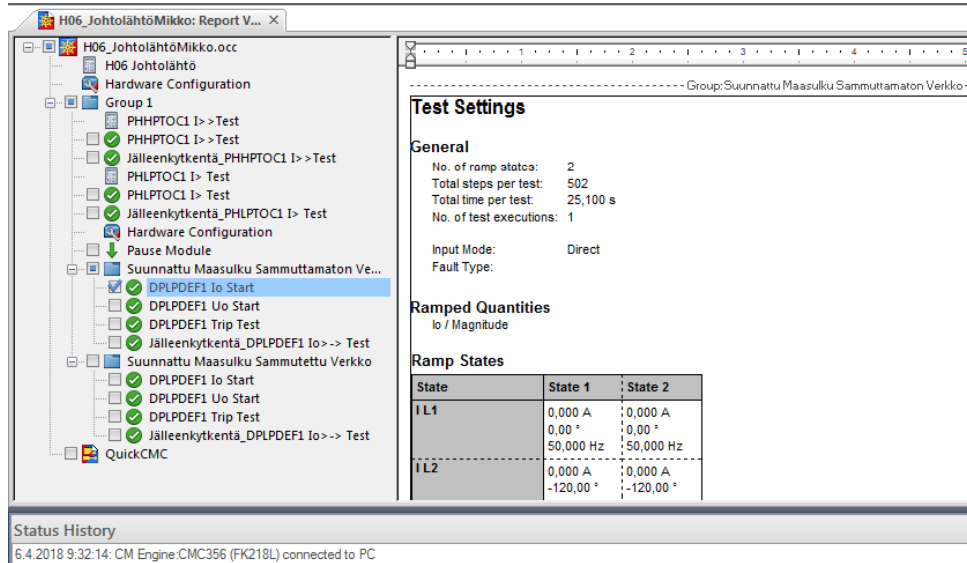 H06_JohtolähtöMikko: Report V... ×
H06_JohtolähtöMikko.occ
H06 Johtolähtö
Hardware Configuration
Group 1
PHHPTOC1 I>>Test
PHHPTOC1 I>>Test
Jälleenkytkentä_PHHPTOC1 I>>Test
PHLPTOC1 I> Test
PHLPTOC1 I> Test
Jälleenkytkentä_PHLPTOC1 I> Test
Hardware Configuration
Pause Module
Suunnattu Maasulku Sammuttamaton Ve...
DPLPDEF1 Io Start
DPLPDEF1 Uo Start
DPLPDEF1 Trip Test
Jälleenkytkentä_DPLPDEF1 Io>-> Test
Suunnattu Maasulku Sammutettu Verkko
DPLPDEF1 Io Start
DPLPDEF1 Uo Start
DPLPDEF1 Trip Test
Jälleenkytkentä_DPLPDEF1 Io>-> Test
QuickCMC
1 2 3 4 5
Group:Suunnattu Maasulku Sammuttamaton Verkko
Test Settings
General
No. of ramp states: 2
Total steps per test: 502
Total time per test: 25,100 s
No. of test executions: 1
Input Mode: Direct
Fault Type:
Ramped Quantities
Io / Magnitude
Ramp States
State State 1 State 2
I L1 0,000 A 0,000 A
0,00 ° 0,00 °
50,000 Hz 50,000 Hz
I L2 0,000 A 0,000 A
-120,00 ° -120,00 °
Status History
6.4.2018 9:32:14: CM Engine:CMC356 (FK218L) connected to PC